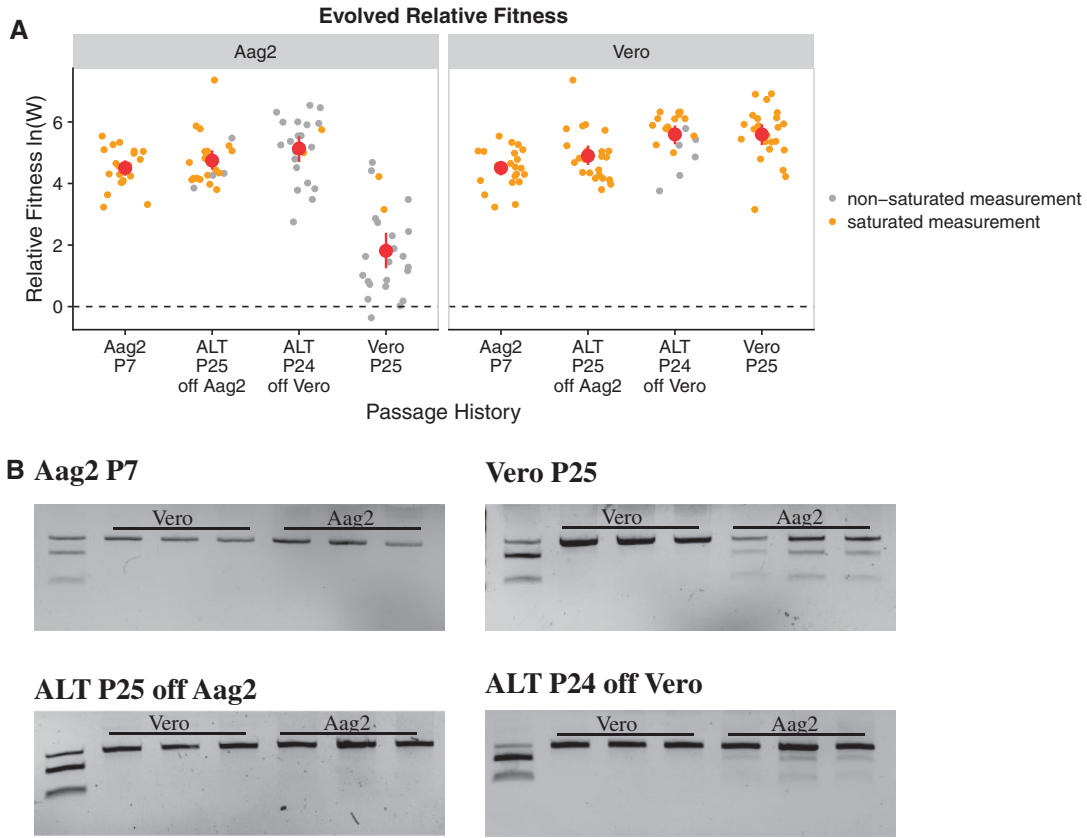 A
Evolved Relative Fitness
Aag2
Vero
Relative Fitness ln(W)
6
4
2
0
Aag2
P7
ALT
P25
off Aag2
ALT
P24
off Vero
Vero
P25
Aag2
P7
ALT
P25
off Aag2
ALT
P24
off Vero
Vero
P25
Passage History
non−saturated measurement
saturated measurement
B
Aag2 P7
Vero
Aag2
Vero P25
Vero
Aag2
ALT P25 off Aag2
Vero
Aag2
ALT P24 off Vero
Vero
Aag2